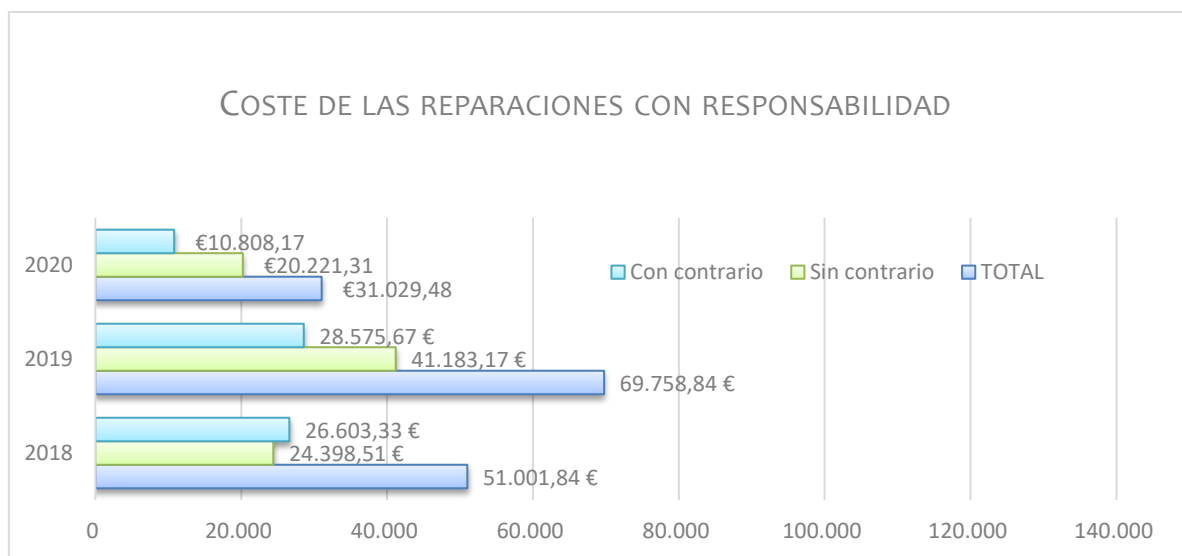 COSTE DE LAS REPARACIONES CON RESPONSABILIDAD
€10.808,17
2020
€20.221,31
Con contrario
Sin contrario
TOTAL
€31.029,48
28.575,67 €
2019
41.183,17 €
69.758,84 €
26.603,33 €
2018
24.398,51 €
51.001,84 €
0 20.000 40.000 60.000 80.000 100.000 120.000 140.000